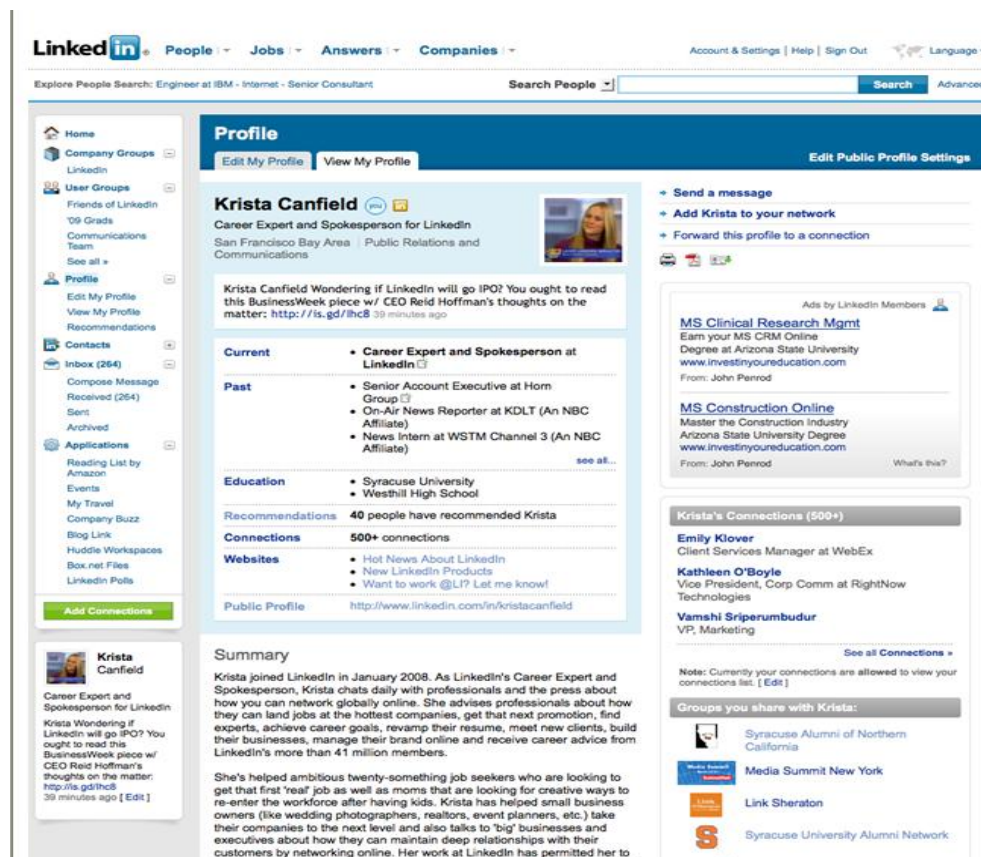 Linked in ®
People
Jobs
Answers
Companies
Account & Settings | Help | Sign Out
Language
Explore People Search: Engineer at IBM - Internet - Senior Consultant
Search People
Search
Advanced
Home
Company Groups
LinkedIn
User Groups
Friends of LinkedIn
'09 Grads
Communications
Team
See all »
Profile
Edit My Profile
View My Profile
Recommendations
Contacts
Inbox (264)
Compose Message
Received (264)
Sent
Archived
Applications
Reading List by
Amazon
Events
My Travel
Company Buzz
Blog Link
Huddle Workspaces
Box.net Files
LinkedIn Polls
Add Connections
Krista
Canfield
Career Expert and
Spokesperson for LinkedIn
Krista Wondering if
LinkedIn will go IPO? You
ought to read this
BusinessWeek piece w/
CEO Reid Hoffman's
thoughts on the matter:
http://is.gd/lhc8
39 minutes ago [ Edit ]
Profile
Edit My Profile
View My Profile
Edit Public Profile Settings
Krista Canfield you in
Career Expert and Spokesperson for LinkedIn
San Francisco Bay Area | Public Relations and
Communications
Krista Canfield Wondering if LinkedIn will go IPO? You ought to read
this BusinessWeek piece w/ CEO Reid Hoffman's thoughts on the
matter: http://is.gd/lhc8 39 minutes ago
Current
• Career Expert and Spokesperson at
LinkedIn
Past
• Senior Account Executive at Horn
Group
• On-Air News Reporter at KDLT (An NBC
Affiliate)
• News Intern at WSTM Channel 3 (An NBC
Affiliate)
see all...
Education
• Syracuse University
• Westhill High School
Recommendations 40 people have recommended Krista
Connections 500+ connections
Websites
• Hot News About LinkedIn
• New LinkedIn Products
• Want to work @LI? Let me know!
Public Profile http://www.linkedin.com/in/kristacanfield
Summary
Krista joined LinkedIn in January 2008. As LinkedIn's Career Expert and
Spokesperson, Krista chats daily with professionals and the press about
how you can network globally online. She advises professionals about how
they can land jobs at the hottest companies, get that next promotion, find
experts, achieve career goals, revamp their resume, meet new clients, build
their businesses, manage their brand online and receive career advice from
LinkedIn's more than 41 million members.
She's helped ambitious twenty-something job seekers who are looking to
get that first 'real' job as well as moms that are looking for creative ways to
re-enter the workforce after having kids. Krista has helped small business
owners (like wedding photographers, realtors, event planners, etc.) take
their companies to the next level and also talks to 'big' businesses and
executives about how they can maintain deep relationships with their
customers by networking online. Her work at LinkedIn has permitted her to
Send a message
Add Krista to your network
Forward this profile to a connection
Ads by LinkedIn Members
MS Clinical Research Mgmt
Earn your MS CRM Online
Degree at Arizona State University
www.investinyoureducation.com
From: John Penrod
MS Construction Online
Master the Construction Industry
Arizona State University Degree
www.investinyoureducation.com
From: John Penrod
What's this?
Krista's Connections (500+)
Emily Klover
Client Services Manager at WebEx
Kathleen O'Boyle
Vice President, Corp Comm at RightNow
Technologies
Vamshi Sriperumbudur
VP, Marketing
See all Connections »
Note: Currently your connections are allowed to view your
connections list. [ Edit ]
Groups you share with Krista:
Syracuse Alumni of Northern
California
Media Summit New York
Link Sheraton
Syracuse University Alumni Network